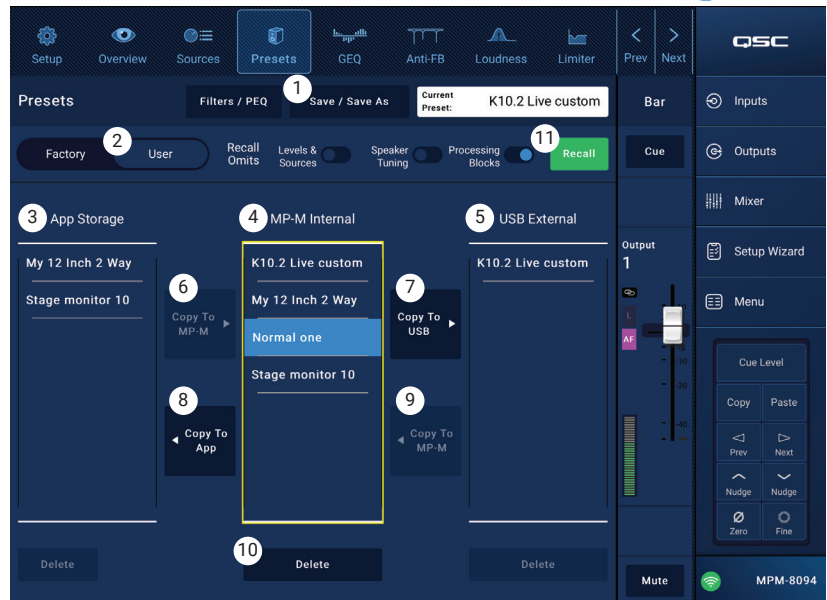 Setup
Overview
Sources
Presets
GEQ
Anti-FB
Loudness
Limiter
Prev
Next
QSC
Presets
Filters / PEQ
1
Save / Save As
Current
Preset:
K10.2 Live custom
Bar
Inputs
Factory
2
User
Recall
Omits
Levels &
Sources
Speaker
Tuning
Processing
Blocks
11
Recall
Cue
Outputs
Mixer
3 App Storage
4 MP-M Internal
5 USB External
Output
1
Setup Wizard
My 12 Inch 2 Way
Stage monitor 10
K10.2 Live custom
My 12 Inch 2 Way
Normal one
Stage monitor 10
K10.2 Live custom
6
Copy To
MP-M
7
Copy To
USB
8
Copy To
App
9
Copy To
MP-M
L
AF
-10
-20
-40
Menu
Cue Level
Copy
Paste
Prev
Next
Nudge
Nudge
Zero
Fine
Delete
10
Delete
Delete
Mute
MPM-8094